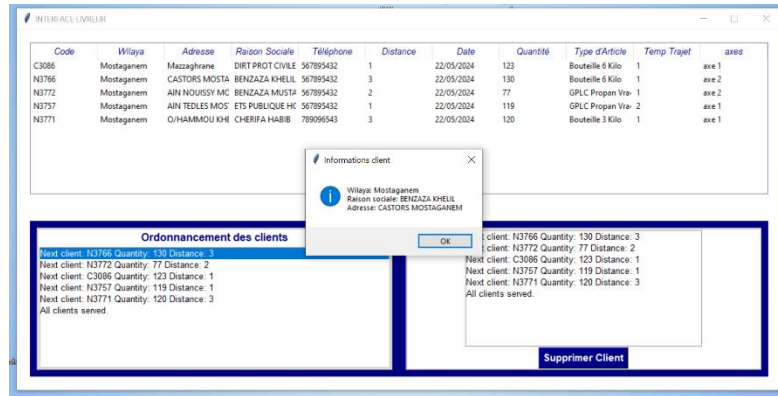 INTERFACE LIVREUR
Code Wilaya Adresse Raison Sociale Téléphone Distance Date Quantité Type d'Article Temp Trajet axes
C3086 Mostaganem Mazzaghrane DIRT PROT CIVILE 567895432 1 22/05/2024 123 Bouteille 6 Kilo 1 axe 1
N3766 Mostaganem CASTORS MOSTA BENZAZA KHELIL 567895432 3 22/05/2024 130 Bouteille 6 Kilo 1 axe 2
N3772 Mostaganem AIN NOUISSY MC BENZAZA MUSTA 567895432 2 22/05/2024 77 GPLC Propan Vra 1 axe 2
N3757 Mostaganem AIN TEDLES MOS ETS PUBLIQUE HC 567895432 1 22/05/2024 119 GPLC Propan Vra 2 axe 1
N3771 Mostaganem O/HAMMOU KHE CHERIFA HABIB 789096543 3 22/05/2024 120 Bouteille 3 Kilo 1 axe 1
Informations client
Wilaya: Mostaganem
Raison sociale: BENZAZA KHELIL
Adresse: CASTORS MOSTAGANEM
OK
Ordonnancement des clients
Next client: N3766 Quantity: 130 Distance: 3
Next client: N3772 Quantity: 77 Distance: 2
Next client: C3086 Quantity: 123 Distance: 1
Next client: N3757 Quantity: 119 Distance: 1
Next client: N3771 Quantity: 120 Distance: 3
All clients served.
client: N3766 Quantity: 130 Distance: 3
client: N3772 Quantity: 77 Distance: 2
Next client: C3086 Quantity: 123 Distance: 1
Next client: N3757 Quantity: 119 Distance: 1
Next client: N3771 Quantity: 120 Distance: 3
All clients served.
Supprimer Client